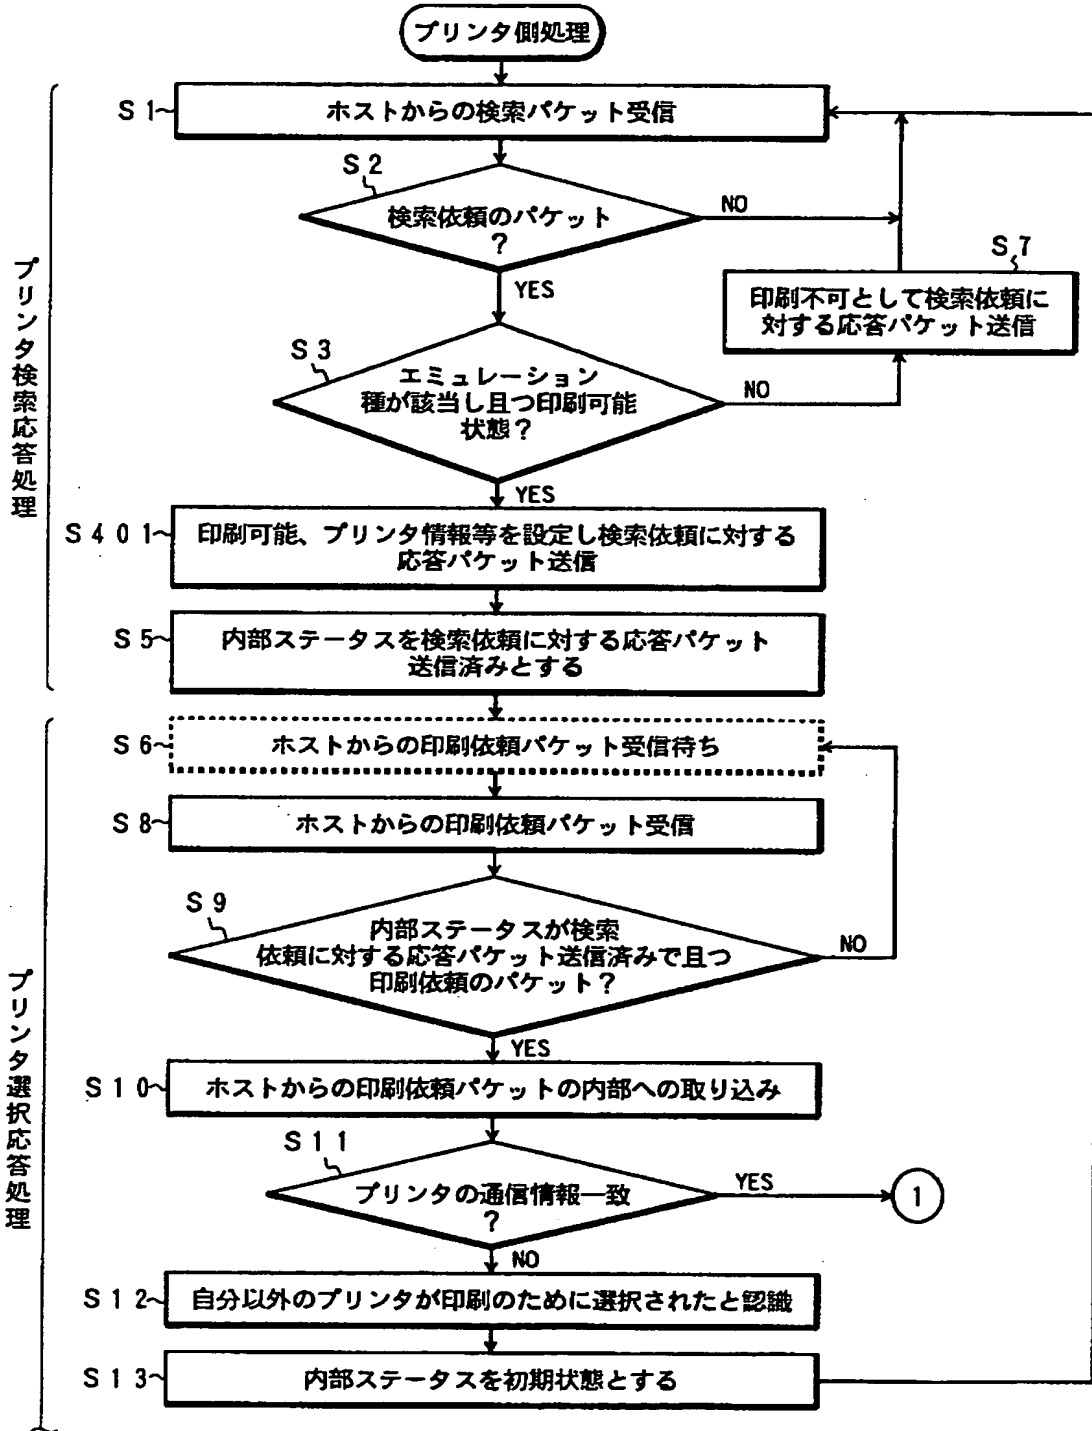 プリンタ側処理
S1
ホストからの検索パケット受信
S2
検索依頼のパケット
?
NO
YES
S7
印刷不可として検索依頼に
対する応答パケット送信
S3
エミュレーション
種が該当し且つ印刷可能
状態?
NO
YES
プリンタ検索応答処理
S401
印刷可能、プリンタ情報等を設定し検索依頼に対する
応答パケット送信
S5
内部ステータスを検索依頼に対する応答パケット
送信済みとする
S6
ホストからの印刷依頼パケット受信待ち
S8
ホストからの印刷依頼パケット受信
S9
内部ステータスが検索
依頼に対する応答パケット送信済みで且つ
印刷依頼のパケット?
NO
YES
プリンタ選択応答処理
S10
ホストからの印刷依頼パケットの内部への取り込み
S11
プリンタの通信情報一致
?
YES
1
NO
S12
自分以外のプリンタが印刷のために選択されたと認識
S13
内部ステータスを初期状態とする